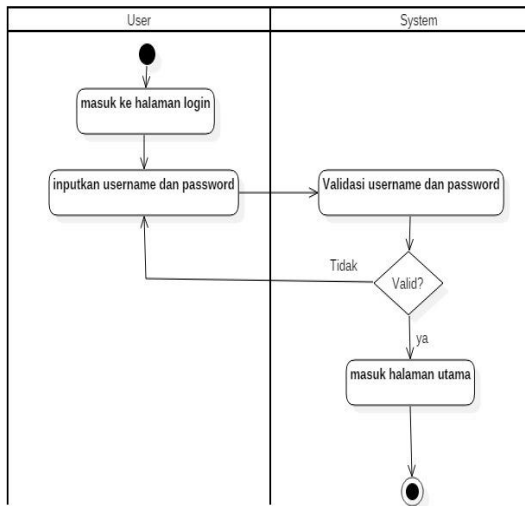 User
System
masuk ke halaman login
inputkan username dan password
Validasi username dan password
Tidak
Valid?
ya
masuk halaman utama